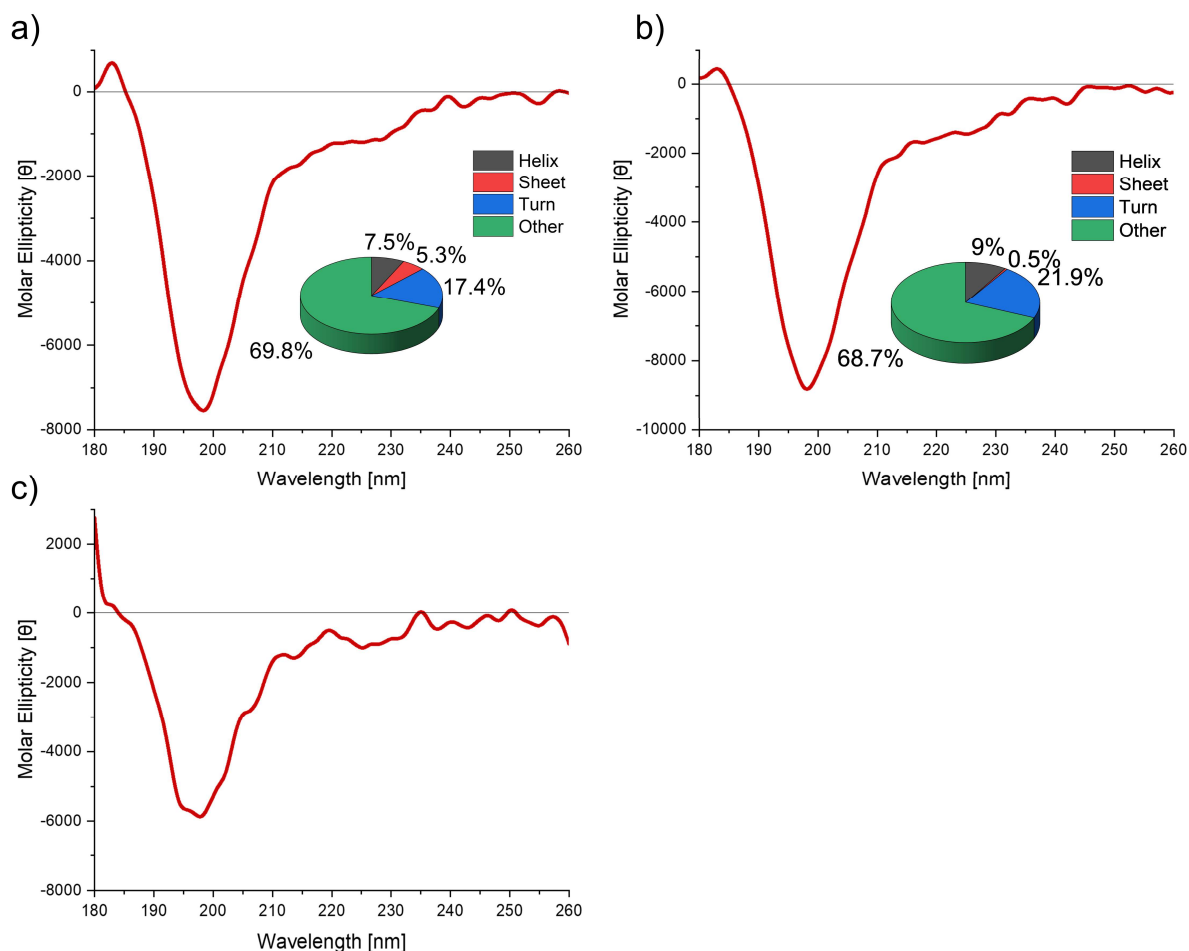 a)
Molar Ellipticity [θ]
0
-2000
-4000
-6000
-8000
180 190 200 210 220 230 240 250 260
Wavelength [nm]
Helix
Sheet
Turn
Other
7.5%
5.3%
17.4%
69.8%
b)
Molar Ellipticity [θ]
0
-2000
-4000
-6000
-8000
-10000
180 190 200 210 220 230 240 250 260
Wavelength [nm]
Helix
Sheet
Turn
Other
9%
0.5%
21.9%
68.7%
c)
Molar Ellipticity [θ]
2000
0
-2000
-4000
-6000
-8000
180 190 200 210 220 230 240 250 260
Wavelength [nm]